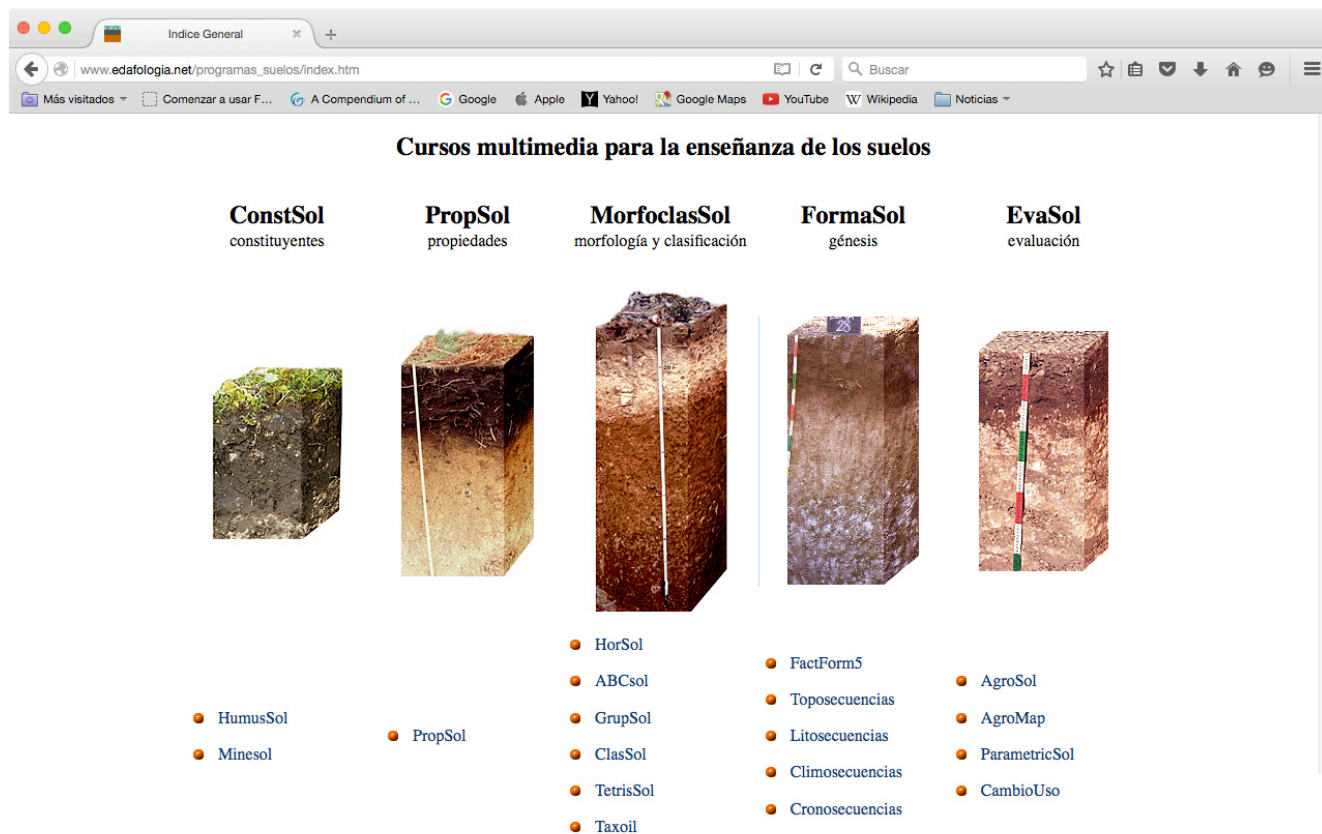 Indice General
www.edafologia.net/programas_suelos/index.htm
Buscar
Más visitados
Comenzar a usar F...
A Compendium of ...
Google
Apple
Yahoo!
Google Maps
YouTube
Wikipedia
Noticias
Cursos multimedia para la enseñanza de los suelos
ConstSol
constituyentes
PropSol
propiedades
MorfoclasSol
morfología y clasificación
FormaSol
génesis
EvaSol
evaluación
28
HumusSol
Minesol
PropSol
HorSol
ABCsol
GrupSol
ClasSol
TetrisSol
Taxoil
FactForm5
Toposecuencias
Litosecuencias
Climosecuencias
Cronosecuencias
AgroSol
AgroMap
ParametricSol
CambioUso